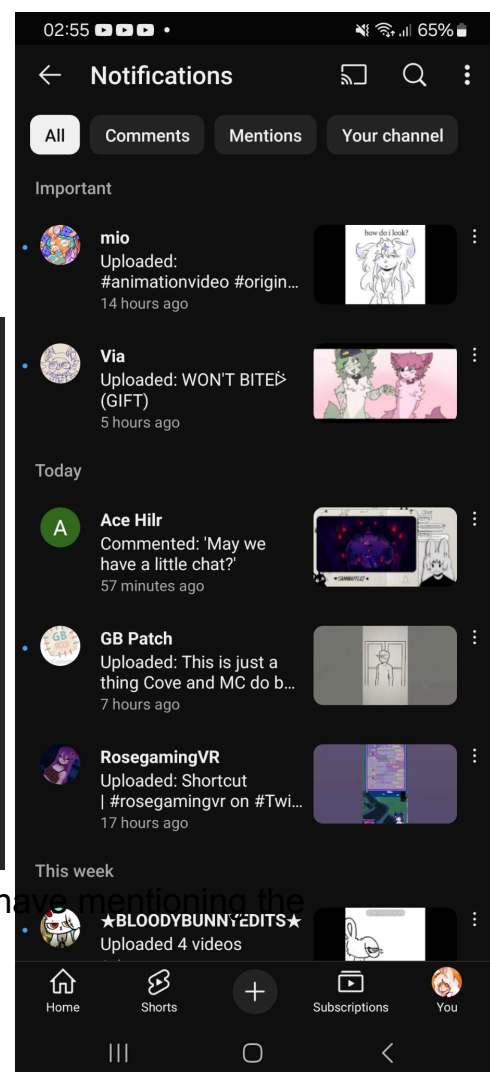 02:55
65%
Notifications
All Comments Mentions Your channel
Important
mio
Uploaded:
#animationvideo #origin...
14 hours ago
how do i look?
Via
Uploaded: WON'T BITE
(GIFT)
5 hours ago
Today
A
Ace Hilr
Commented: 'May we
have a little chat?'
57 minutes ago
GB Patch
Uploaded: This is just a
thing Cove and MC do b...
7 hours ago
GB
RosegamingVR
Uploaded: Shortcut
| #rosegamingvr on #Twi...
17 hours ago
This week
have mentioning the
★BLOODYBUNNYEDITS★
Uploaded 4 videos
Home Shorts Subscriptions You